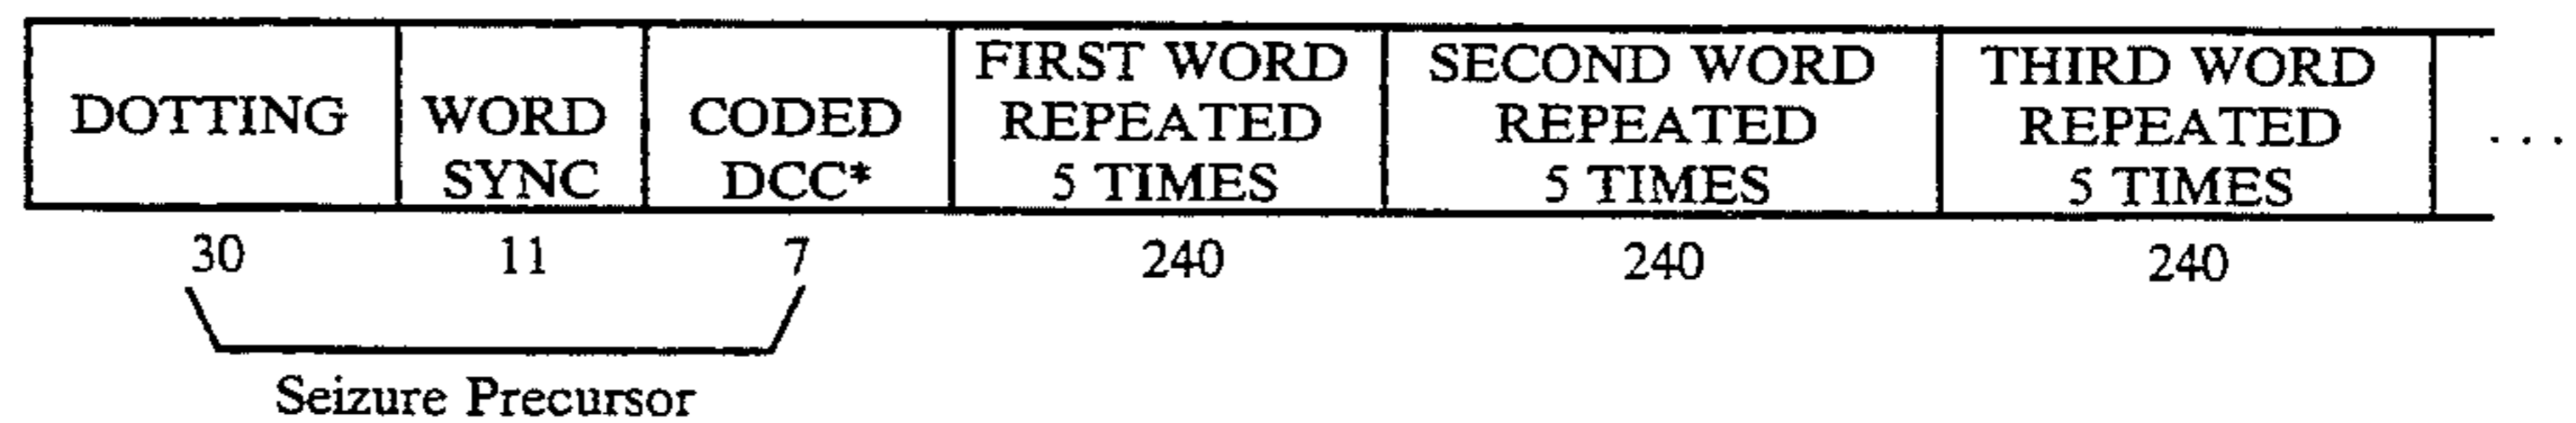 DOTTING
WORD
SYNC
CODED
DCC*
FIRST WORD
REPEATED
5 TIMES
SECOND WORD
REPEATED
5 TIMES
THIRD WORD
REPEATED
5 TIMES
...
30
11
7
240
240
240
Seizure Precursor